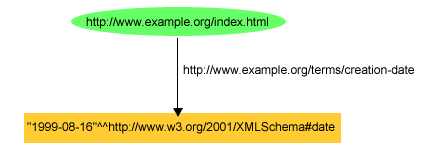 http://www.example.org/index.html
http://www.example.org/terms/creation-date
"1999-08-16"^^http://www.w3.org/2001/XMLSchema#date